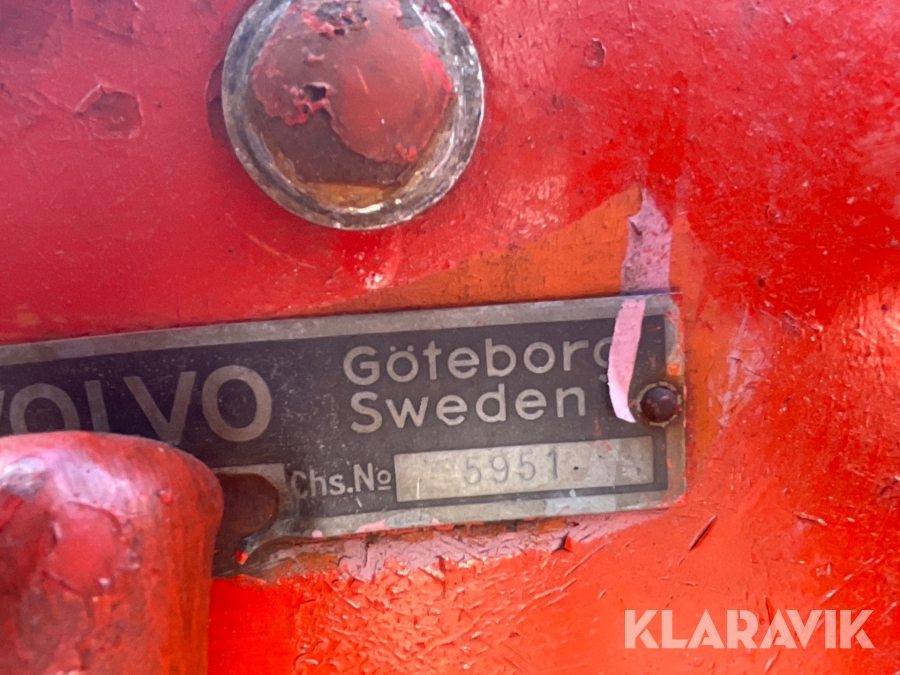 VOLVO
Göteborg
Sweden
Chs.No 5951
KLARAVIK